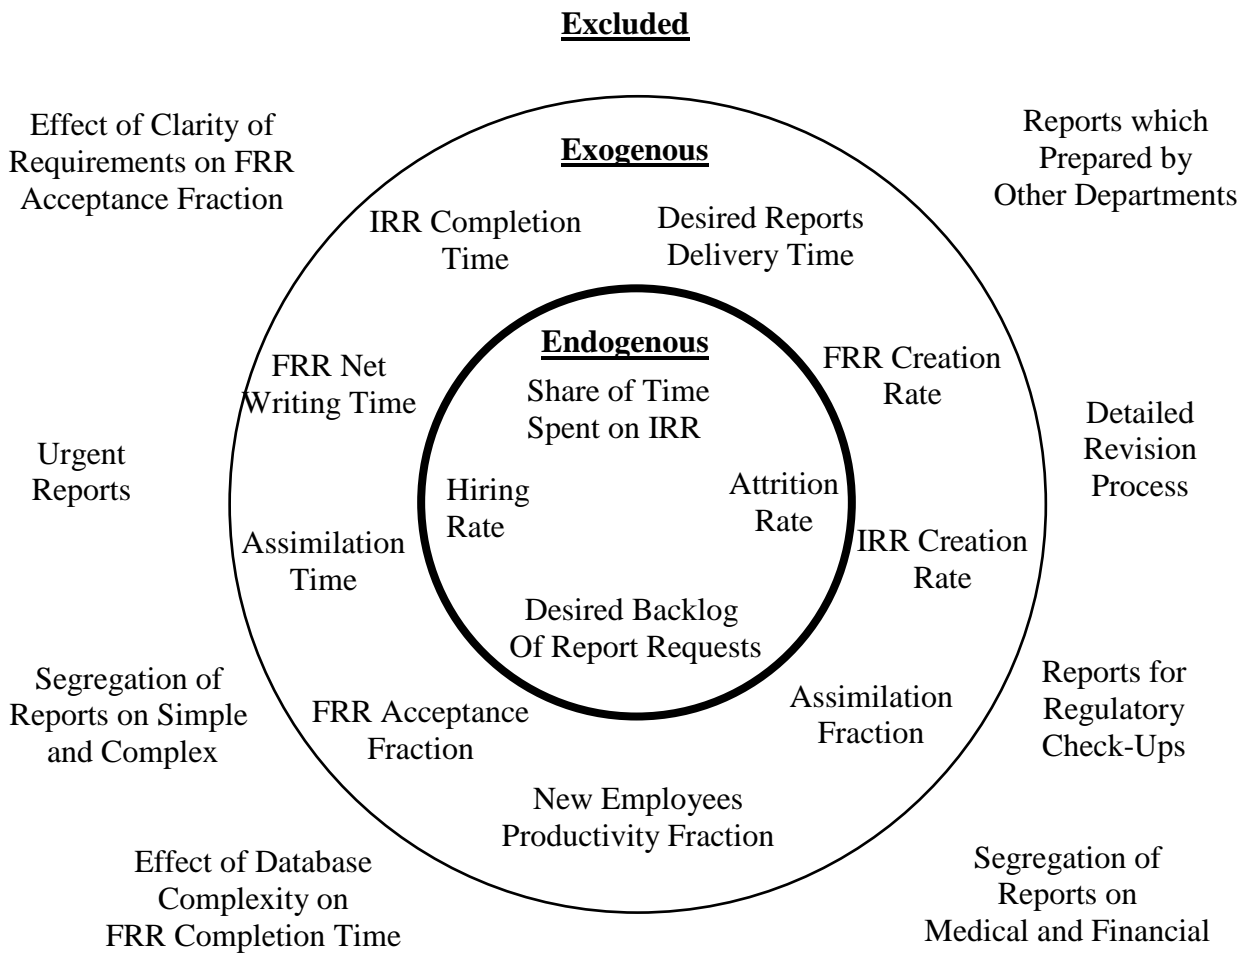 Excluded
Effect of Clarity of
Requirements on FRR
Acceptance Fraction
Reports which
Prepared by
Other Departments
Exogenous
IRR Completion
Time
Desired Reports
Delivery Time
Endogenous
Share of Time
Spent on IRR
FRR Net
Writing Time
FRR Creation
Rate
Urgent
Reports
Detailed
Revision
Process
Hiring
Rate
Attrition
Rate
Assimilation
Time
IRR Creation
Rate
Desired Backlog
Of Report Requests
Segregation of
Reports on Simple
and Complex
FRR Acceptance
Fraction
Assimilation
Fraction
Reports for
Regulatory
Check-Ups
New Employees
Productivity Fraction
Effect of Database
Complexity on
FRR Completion Time
Segregation of
Reports on
Medical and Financial